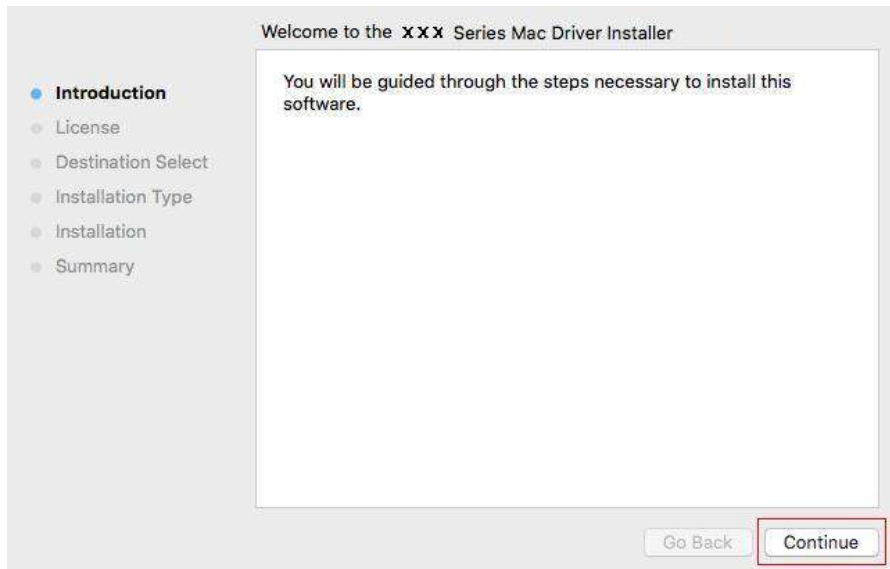 Welcome to the XXX Series Mac Driver Installer
Introduction
License
Destination Select
Installation Type
Installation
Summary
You will be guided through the steps necessary to install this
software.
Go Back
Continue